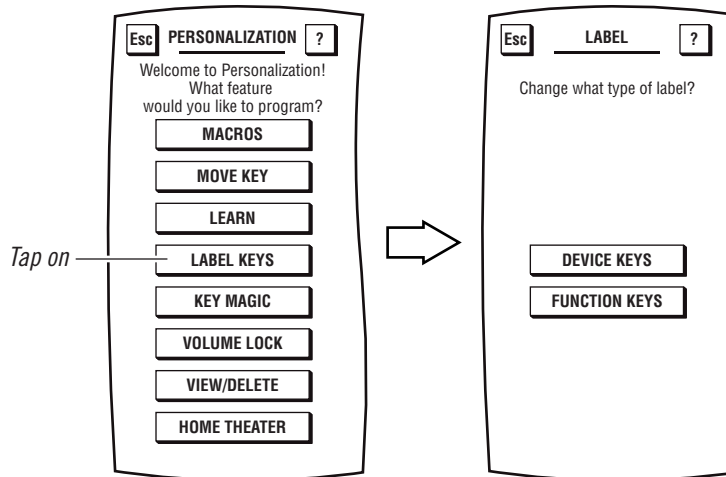 Esc PERSONALIZATION ?
Welcome to Personalization!
What feature
would you like to program?
MACROS
MOVE KEY
LEARN
Tap on
LABEL KEYS
KEY MAGIC
VOLUME LOCK
VIEW/DELETE
HOME THEATER
Esc LABEL ?
Change what type of label?
DEVICE KEYS
FUNCTION KEYS